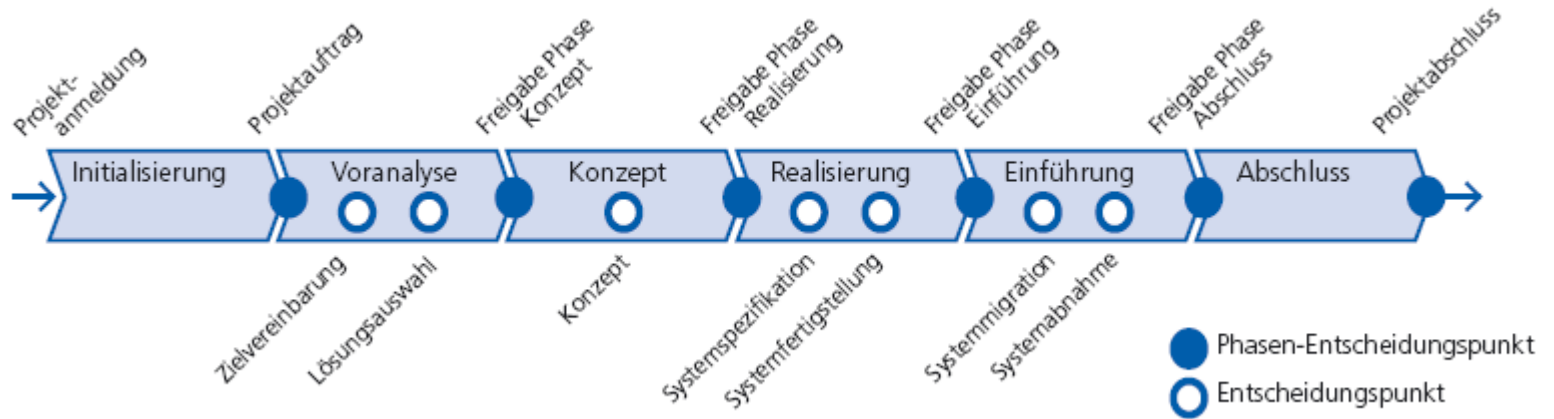 Projekt-
anmeldung
Projektauftrag
Freigabe Phase
Konzept
Freigabe Phase
Realisierung
Freigabe Phase
Einführung
Freigabe Phase
Abschluss
Projektabschluss
Initialisierung
Voranalyse
Konzept
Realisierung
Einführung
Abschluss
Zielvereinbarung
Lösungsauswahl
Konzept
Systemspezifikation
Systemfertigstellung
Systemmigration
Systemabnahme
Phasen-Entscheidungspunkt
Entscheidungspunkt